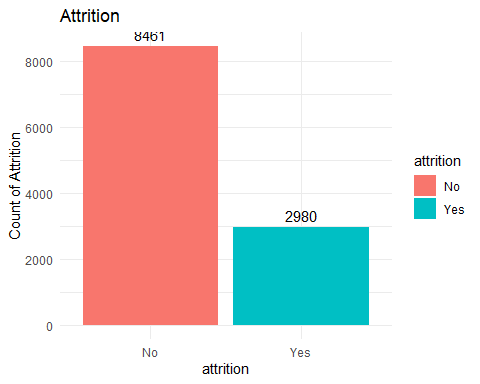 Attrition
8461
8000
6000
4000
2980
2000
0
Count of Attrition
No
Yes
attrition
attrition
No
Yes